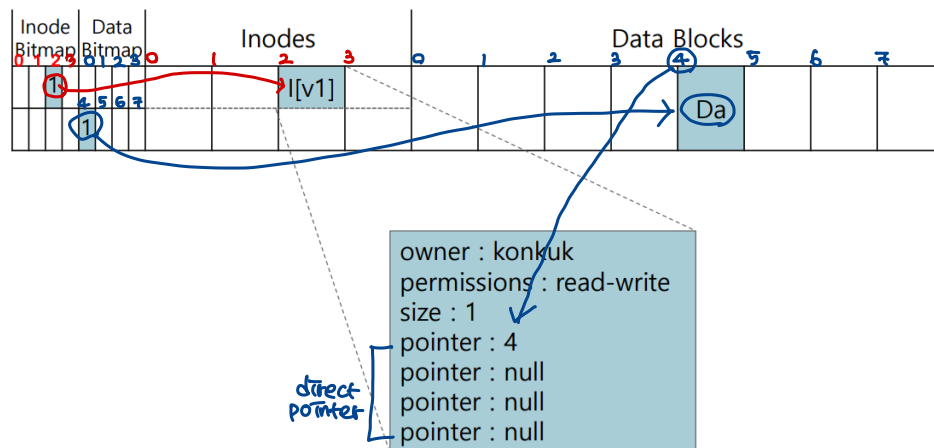 Inode Bitmap
Data Bitmap
Inodes
Data Blocks
0 1 2 3 0 1 2 3 0 1 2 3 0 1 2 3 4 5 6 7
1 I[v1] Da
4 5 6 7
1
owner : konkuk
permissions : read-write
size : 1
pointer : 4
pointer : null
pointer : null
pointer : null
direct
pointer